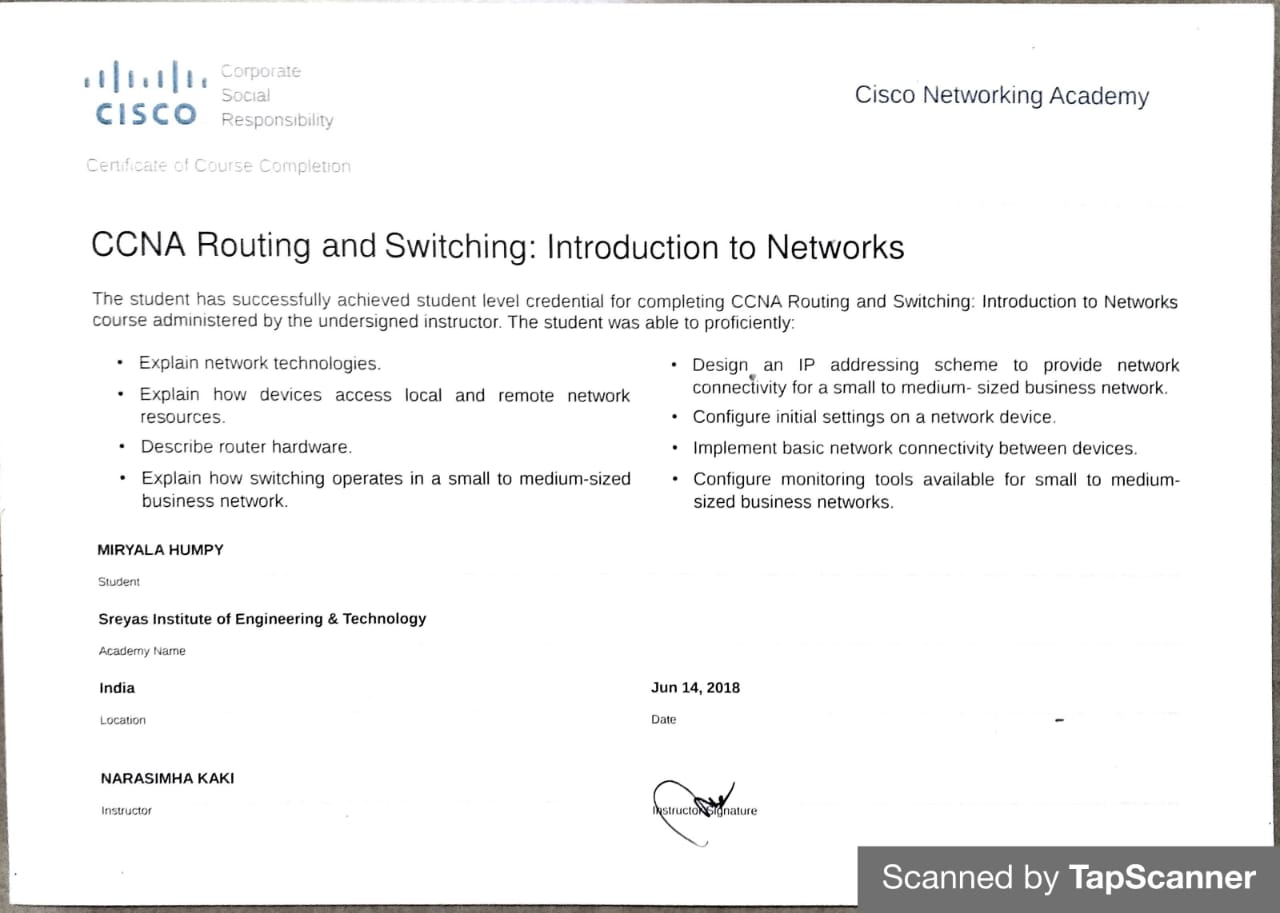 Corporate
Social
Responsibility
CISCO
Cisco Networking Academy
Certificate of Course Completion
CCNA Routing and Switching: Introduction to Networks
The student has successfully achieved student level credential for completing CCNA Routing and Switching: Introduction to Networks
course administered by the undersigned instructor. The student was able to proficiently:
• Explain network technologies.
• Explain how devices access local and remote network
resources.
• Describe router hardware.
• Explain how switching operates in a small to medium-sized
business network.
• Design an IP addressing scheme to provide network
connectivity for a small to medium- sized business network.
• Configure initial settings on a network device.
• Implement basic network connectivity between devices.
• Configure monitoring tools available for small to medium-
sized business networks.
MIRYALA HUMPY
Student
Sreyas Institute of Engineering & Technology
Academy Name
India
Location
Jun 14, 2018
Date
NARASIMHA KAKI
Instructor
Instructor Signature
Scanned by TapScanner